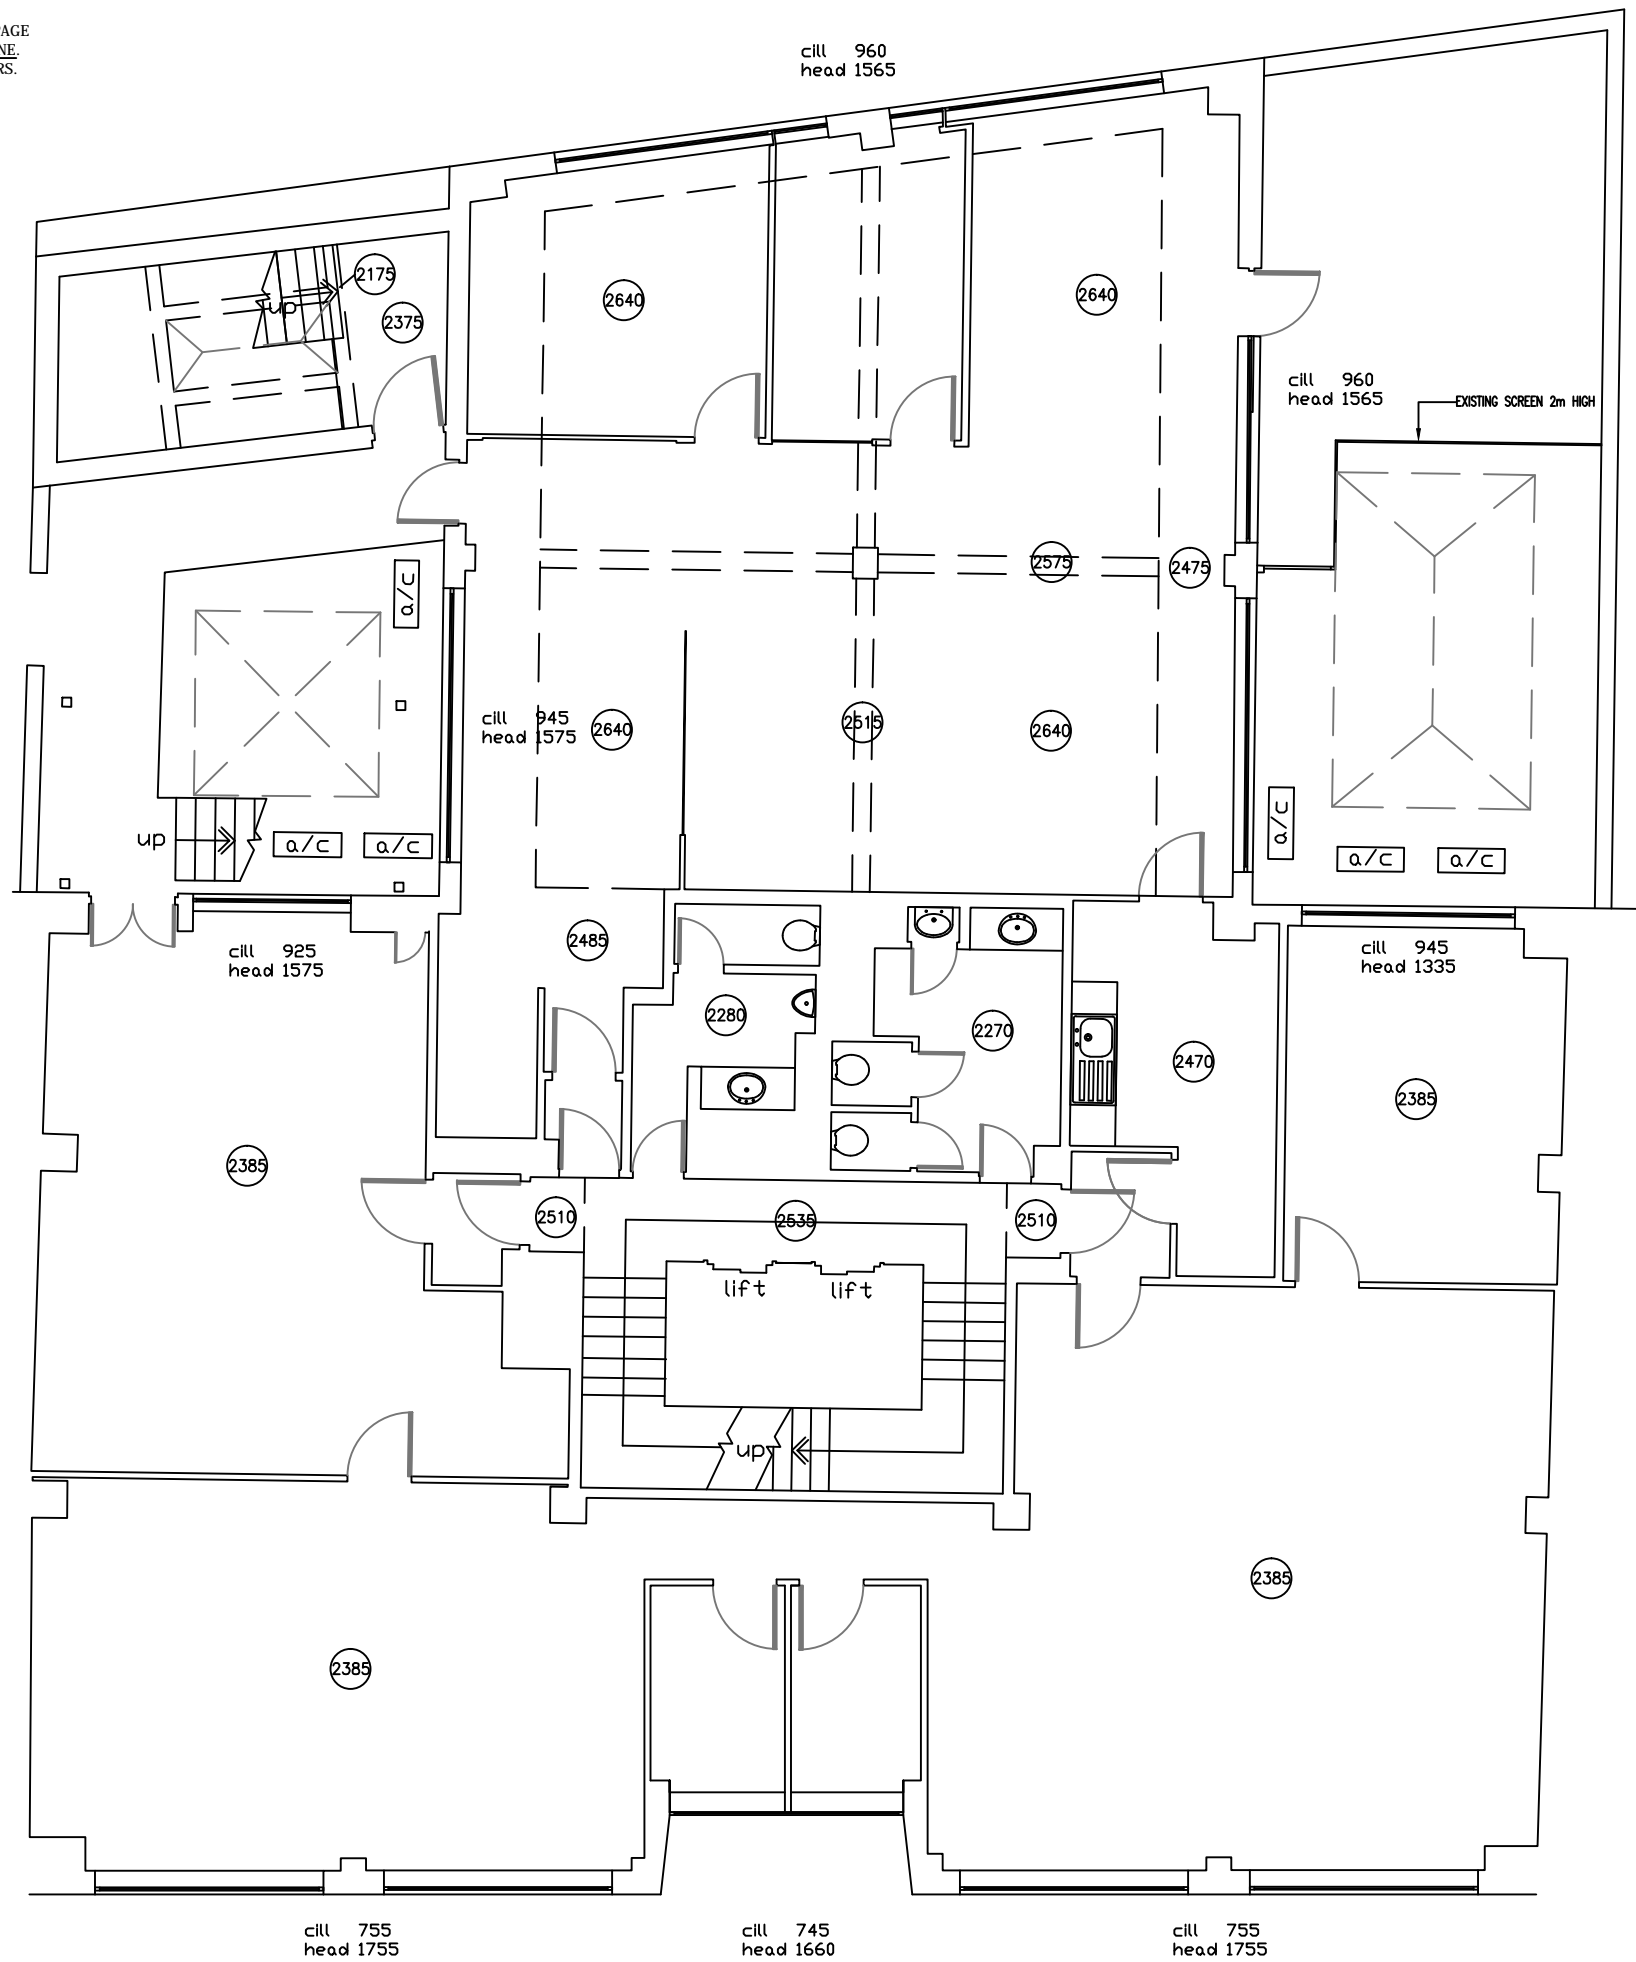 AGE
NE.
RS.
cill 960
head 1565
2175
2375
up
2640
2640
cill 960
head 1565
EXISTING SCREEN 2m HIGH
a/c
2575
2475
cill 945
head 1575
2640
2515
2640
up
a/c
a/c
a/c
a/c
a/c
cill 925
head 1575
2485
2280
2270
2470
cill 945
head 1335
2385
2385
2510
2535
2510
lift
lift
up
2385
2385
cill 755
head 1755
cill 745
head 1660
cill 755
head 1755